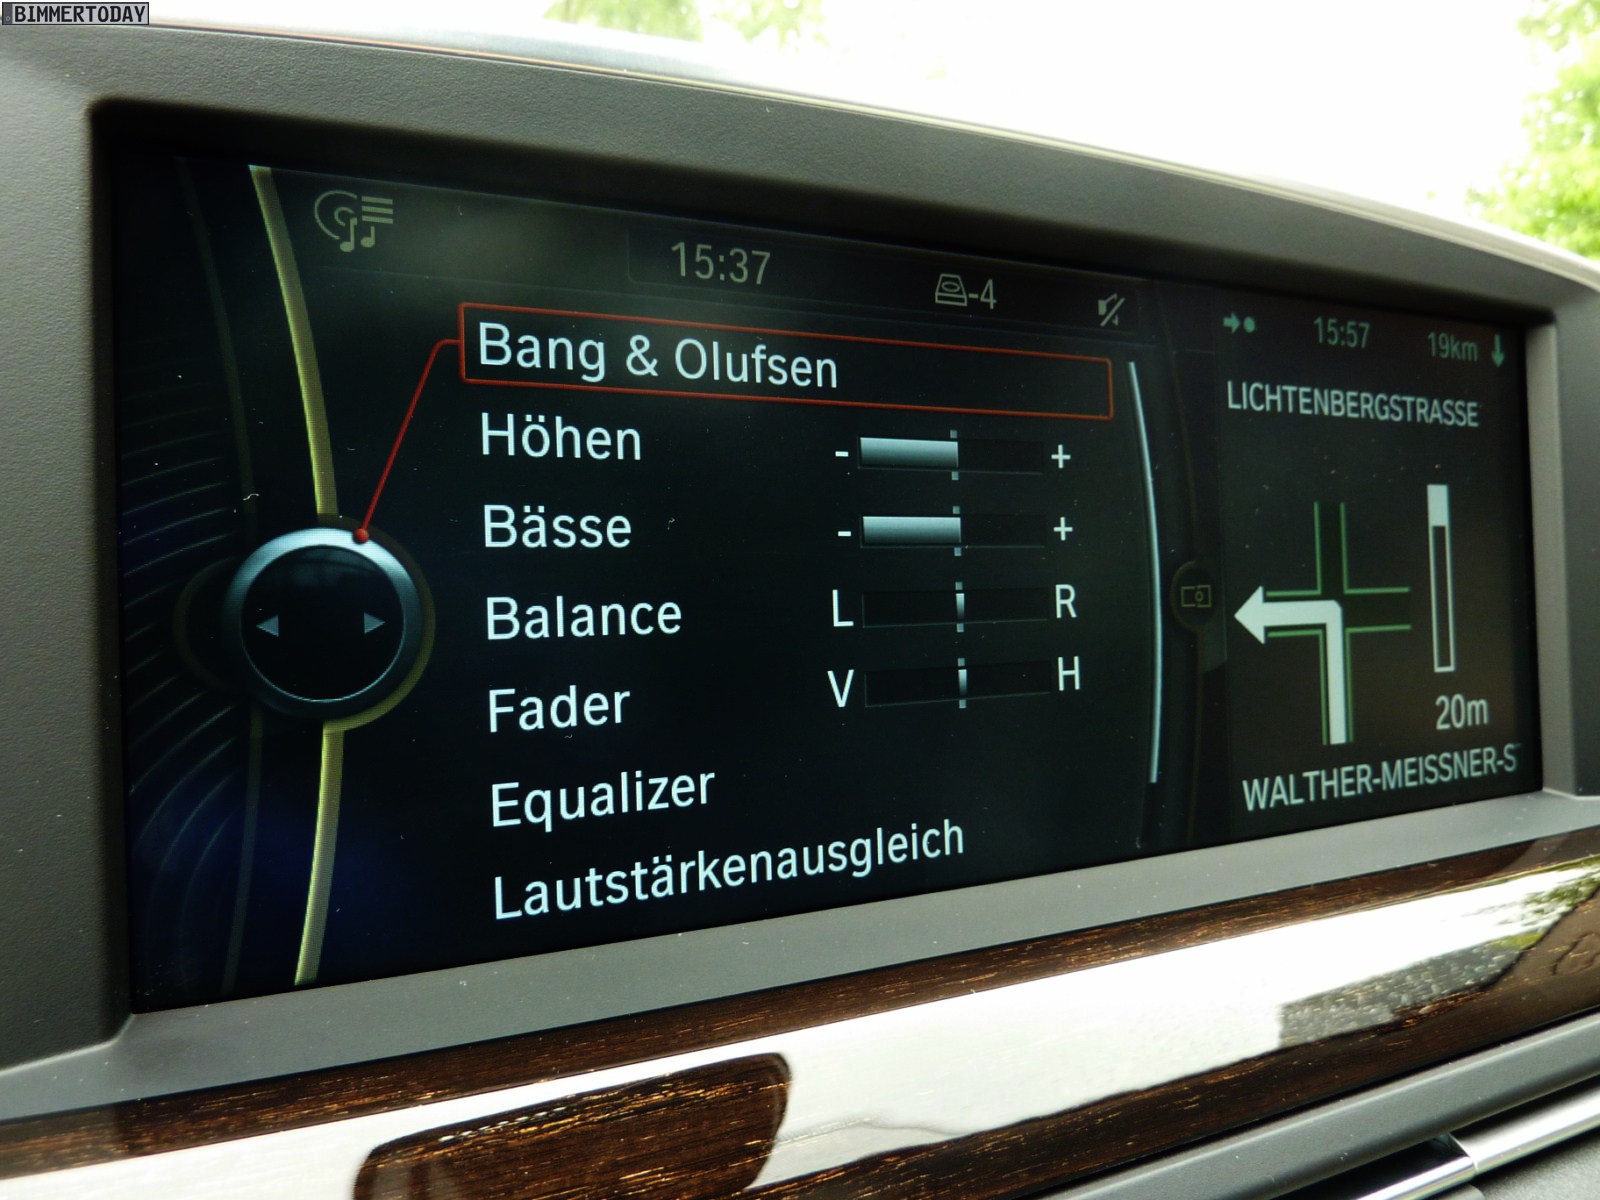 BIMMERTODAY
15:37
-4
Bang & Olufsen
Höhen - +
Bässe - +
Balance L R
Fader V H
Equalizer
Lautstärkenausgleich
15:57 19km
LICHTENBERGSTRASSE
20m
WALTHER-MEISSNER-S